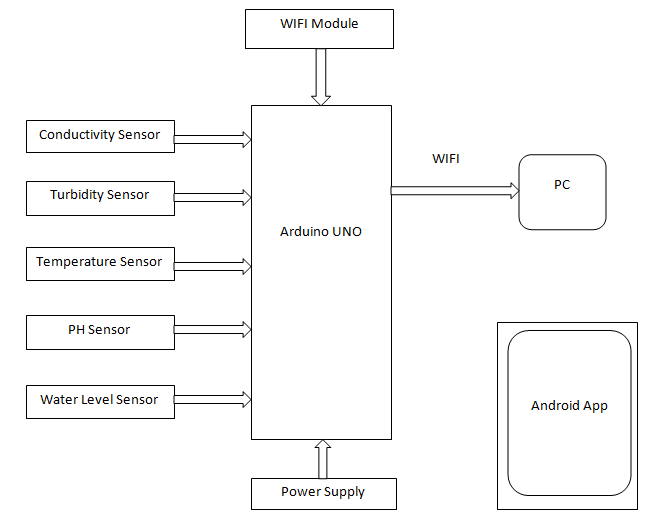 WIFI Module
Conductivity Sensor
WIFI
Turbidity Sensor
PC
Arduino UNO
Temperature Sensor
PH Sensor
Water Level Sensor
Android App
Power Supply